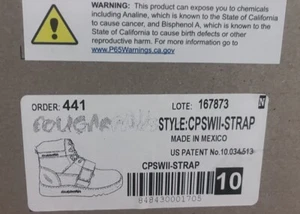 WARNING: This product can expose you to chemicals
including Analine, which is known to the State of California
to cause cancer, and Bisphenol A, which is known to the
State of California to cause birth defects or other
reproductive harm. For more information go to
www.P65Warnings.ca.gov
ORDER: 441 LOTE: 167873 N
COUGAR STYLE:CPSWII-STRAP
MADE IN MEXICO
US PATENT No.10.034.513
CPSWII-STRAP
10
848430001705